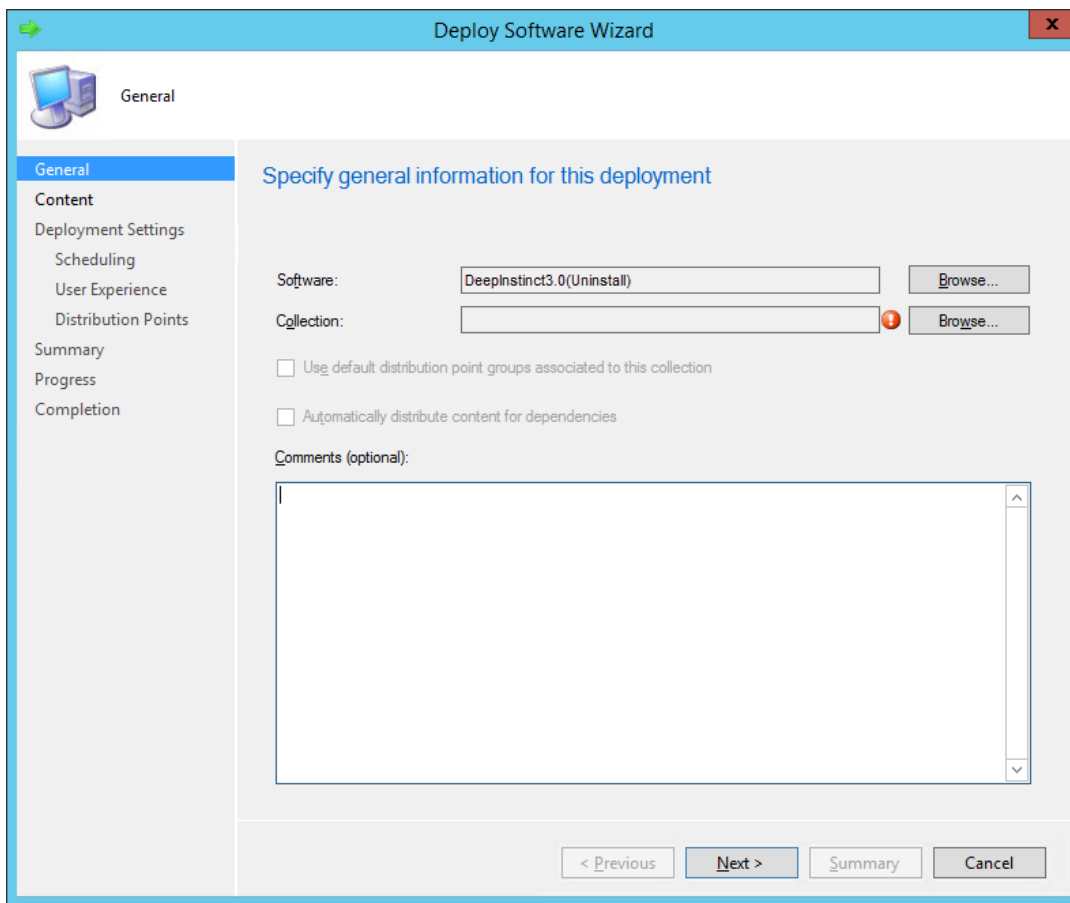 Deploy Software Wizard
x
General
General
Content
Deployment Settings
Scheduling
User Experience
Distribution Points
Summary
Progress
Completion
Specify general information for this deployment
Software: DeepInstinct3.0(Uninstall) Browse...
Collection: Browse...
Use default distribution point groups associated to this collection
Automatically distribute content for dependencies
Comments (optional):
< Previous Next > Summary Cancel